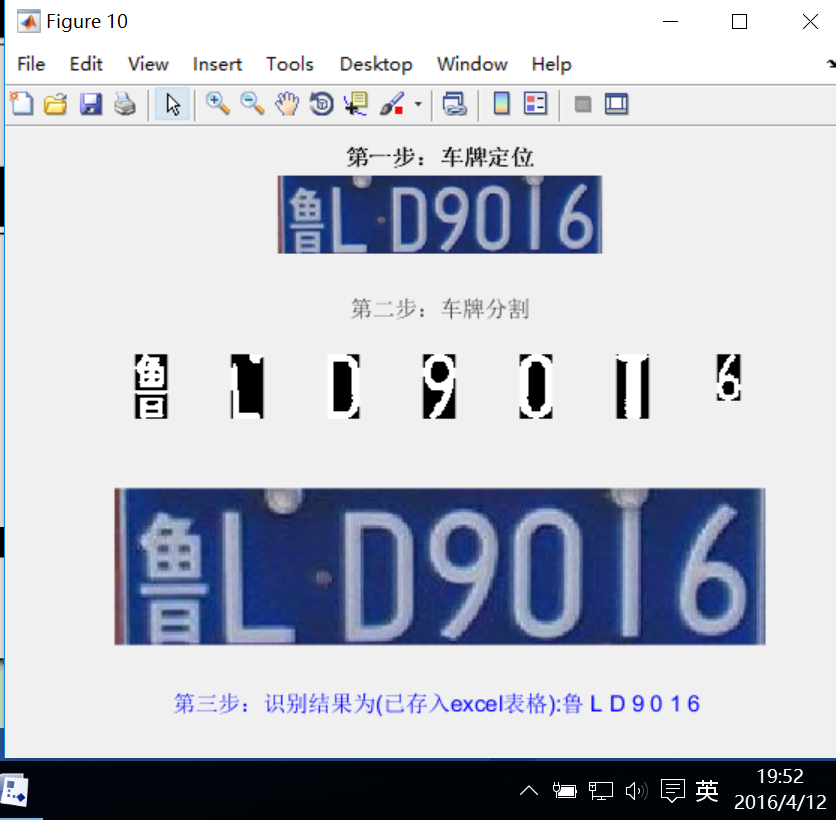 Figure 10
File Edit View Insert Tools Desktop Window Help
第一步：车牌定位
鲁L·D9016
第二步：车牌分割
鲁 L D 9 0 1 6
鲁L·D9016
第三步：识别结果为(已存入excel表格):鲁 L D 9 0 1 6
英
19:52
2016/4/12